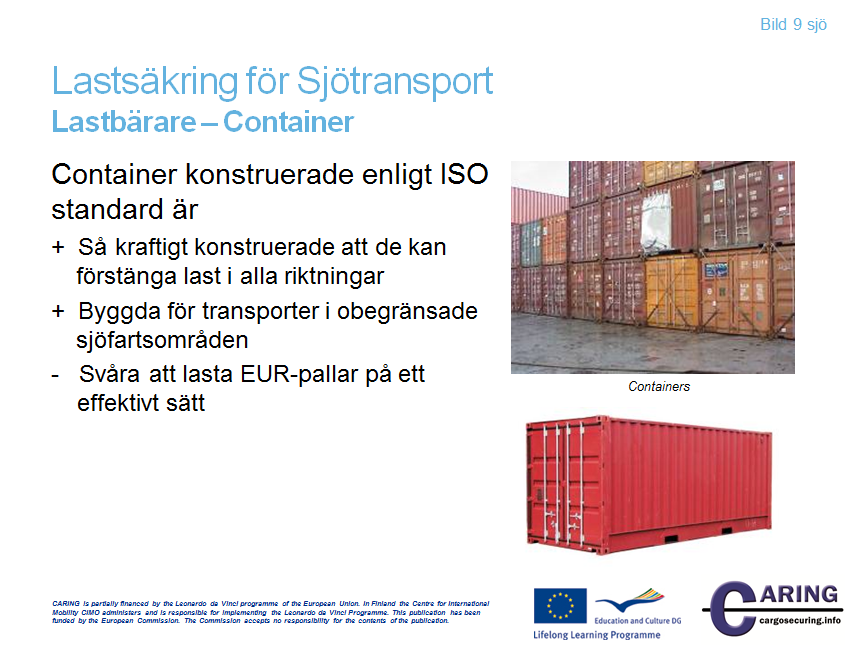 Bild 9 sjö
Lastsäkring för Sjötransport
Lastbärare – Container
Container konstruerade enligt ISO
standard är
+ Så kraftigt konstruerade att de kan
förstänga last i alla riktningar
+ Byggda för transporter i obegränsade
sjöfartsområden
- Svåra att lasta EUR-pallar på ett
effektivt sätt
Containers
CARING is partially financed by the Leonardo da Vinci programme of the European Union. In Finland the Centre for International
Mobility CIMO administers and is responsible for implementing the Leonardo da Vinci Programme. This publication has been
funded by the European Commission. The Commission accepts no responsibility for the contents of the publication.
Education and Culture DG
Lifelong Learning Programme
CARING
cargosecuring.info